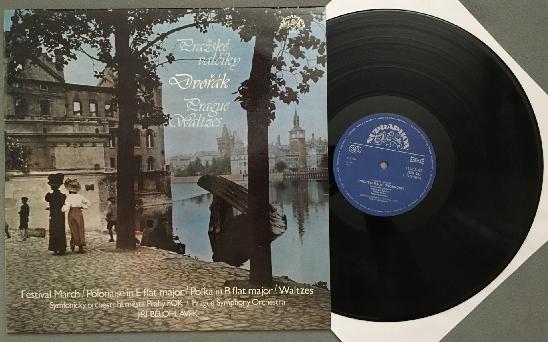 Pražské
valčíky
Dvořák
Prague
Waltzes
Festival March / Polonaise in E flat major / Polka in B flat major / Waltzes
Symfonický orchestr hl. města Prahy FOK / Prague Symphony Orchestra
JIŘÍ BĚLOHLÁVEK
SUPRAPHON